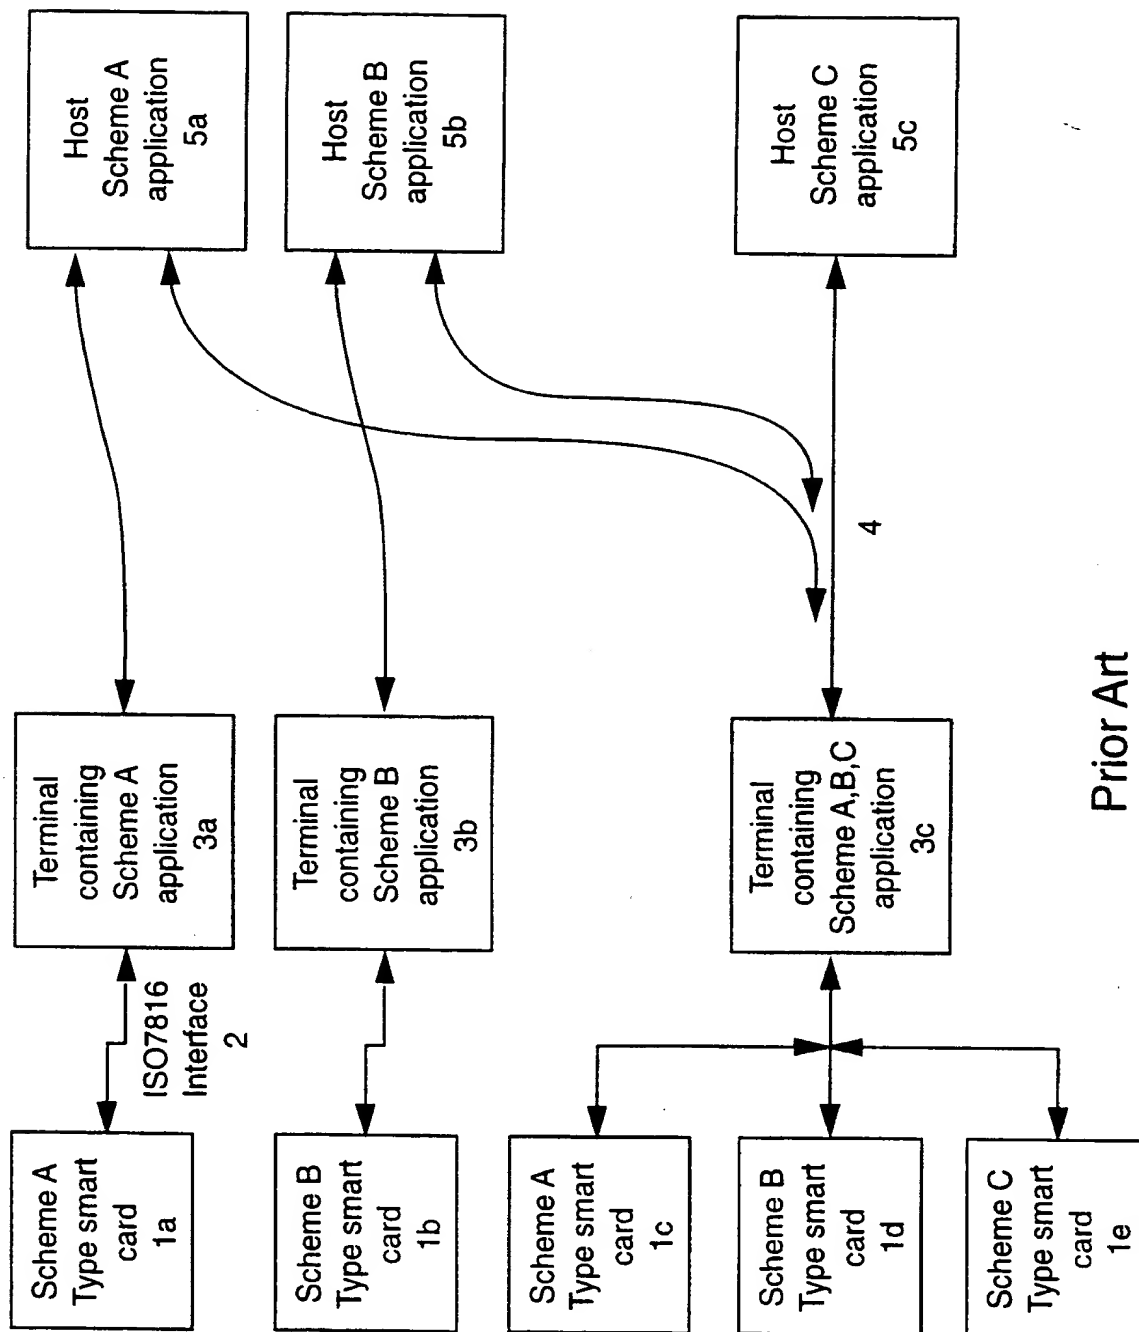 Scheme A
Type smart
card
1a
ISO7816
Interface
2
Terminal
containing
Scheme A
application
3a
Host
Scheme A
application
5a
Scheme B
Type smart
card
1b
Terminal
containing
Scheme B
application
3b
Host
Scheme B
application
5b
Scheme A
Type smart
card
1c
Scheme B
Type smart
card
1d
Scheme C
Type smart
card
1e
Terminal
containing
Scheme A,B,C
application
3c
4
Host
Scheme C
application
5c
Prior Art